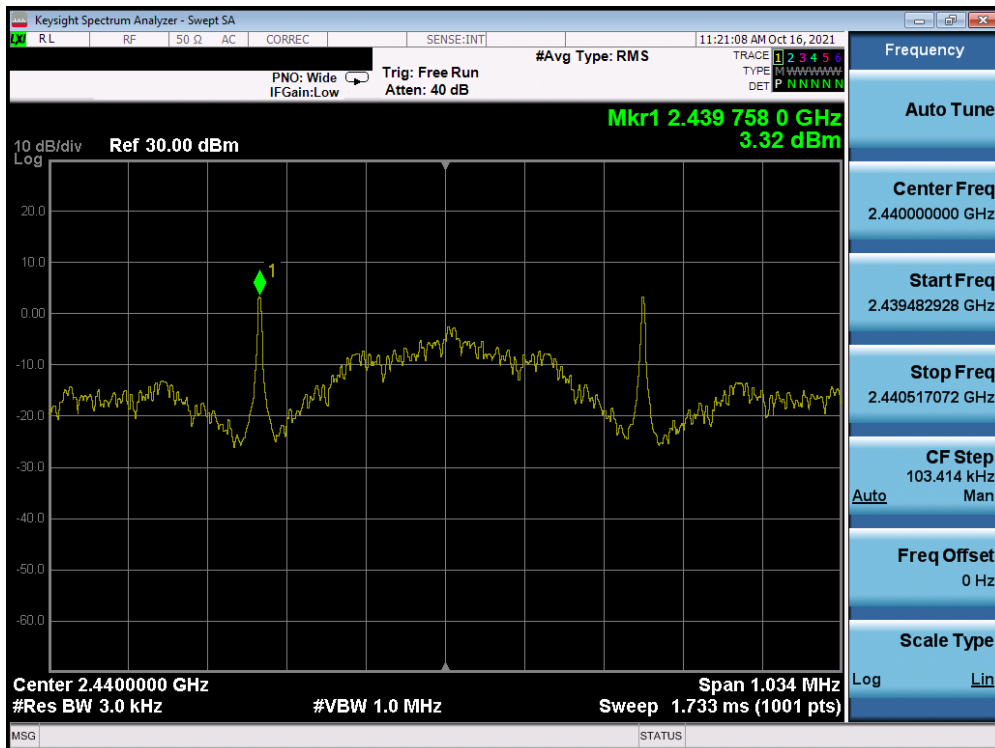 Keysight Spectrum Analyzer - Swept SA
LXI RL RF 50 Ω AC CORREC SENSE:INT 11:21:08 AM Oct 16, 2021
#Avg Type: RMS TRACE 1 2 3 4 5 6
PNO: Wide Trig: Free Run TYPE M WWWWW
IFGain:Low Atten: 40 dB DET P N N N N N
Mkr1 2.439 758 0 GHz
3.32 dBm
10 dB/div Ref 30.00 dBm
Log
1
20.0
10.0
0.00
-10.0
-20.0
-30.0
-40.0
-50.0
-60.0
Center 2.4400000 GHz Span 1.034 MHz
#Res BW 3.0 kHz #VBW 1.0 MHz Sweep 1.733 ms (1001 pts)
MSG STATUS
Frequency
Auto Tune
Center Freq
2.440000000 GHz
Start Freq
2.439482928 GHz
Stop Freq
2.440517072 GHz
CF Step
103.414 kHz
Auto Man
Freq Offset
0 Hz
Scale Type
Log Lin